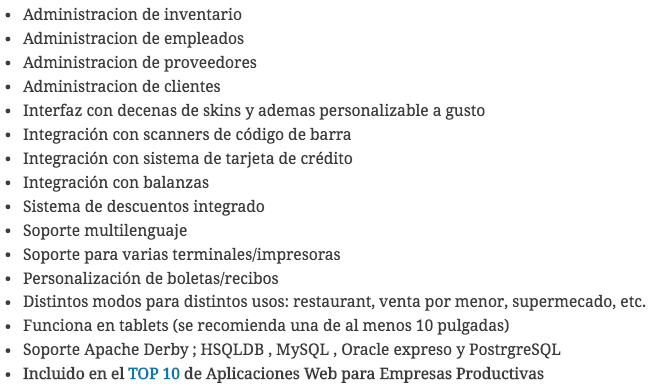 • Administracion de inventario
• Administracion de empleados
• Administracion de proveedores
• Administracion de clientes
• Interfaz con decenas de skins y ademas personalizable a gusto
• Integración con scanners de código de barra
• Integración con sistema de tarjeta de crédito
• Integración con balanzas
• Sistema de descuentos integrado
• Soporte multilenguaje
• Soporte para varias terminales/impresoras
• Personalización de boletas/recibos
• Distintos modos para distintos usos: restaurant, venta por menor, supermecado, etc.
• Funciona en tablets (se recomienda una de al menos 10 pulgadas)
• Soporte Apache Derby ; HSQLDB , MySQL , Oracle expreso y PostrgreSQL
• Incluido en el TOP 10 de Aplicaciones Web para Empresas Productivas